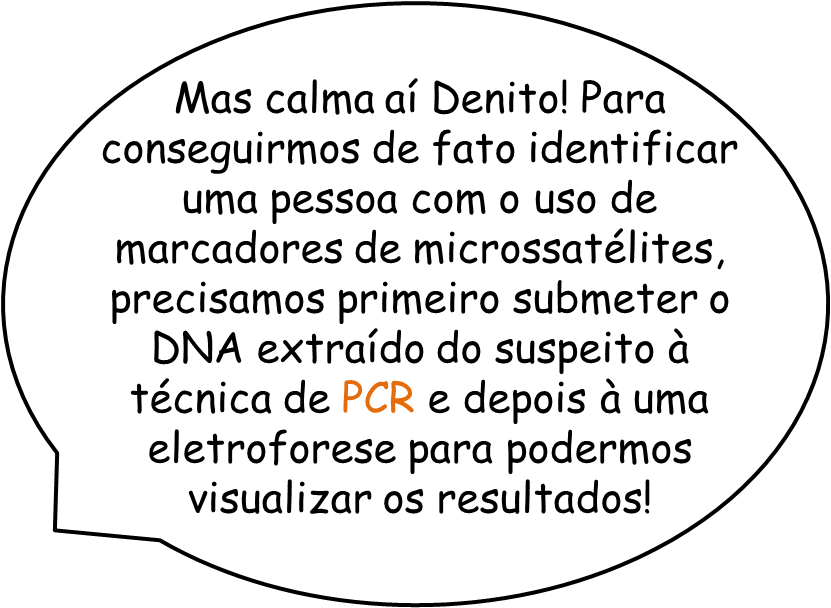 Mas calma aí Denito! Para
conseguirmos de fato identificar
uma pessoa com o uso de
marcadores de microssatélites,
precisamos primeiro submeter o
DNA extraído do suspeito à
técnica de PCR e depois à uma
eletroforese para podermos
visualizar os resultados!